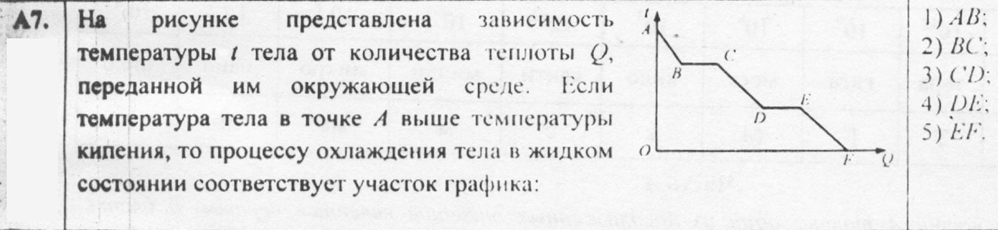 А7. На рисунке представлена зависимость
температуры t тела от количества теплоты Q,
переданной им окружающей среде. Если
температура тела в точке A выше температуры
кипения, то процессу охлаждения тела в жидком
состоянии соответствует участок графика:
t
A
B
C
D
E
O
F
Q
1) AB;
2) BC;
3) CD;
4) DE;
5) EF.